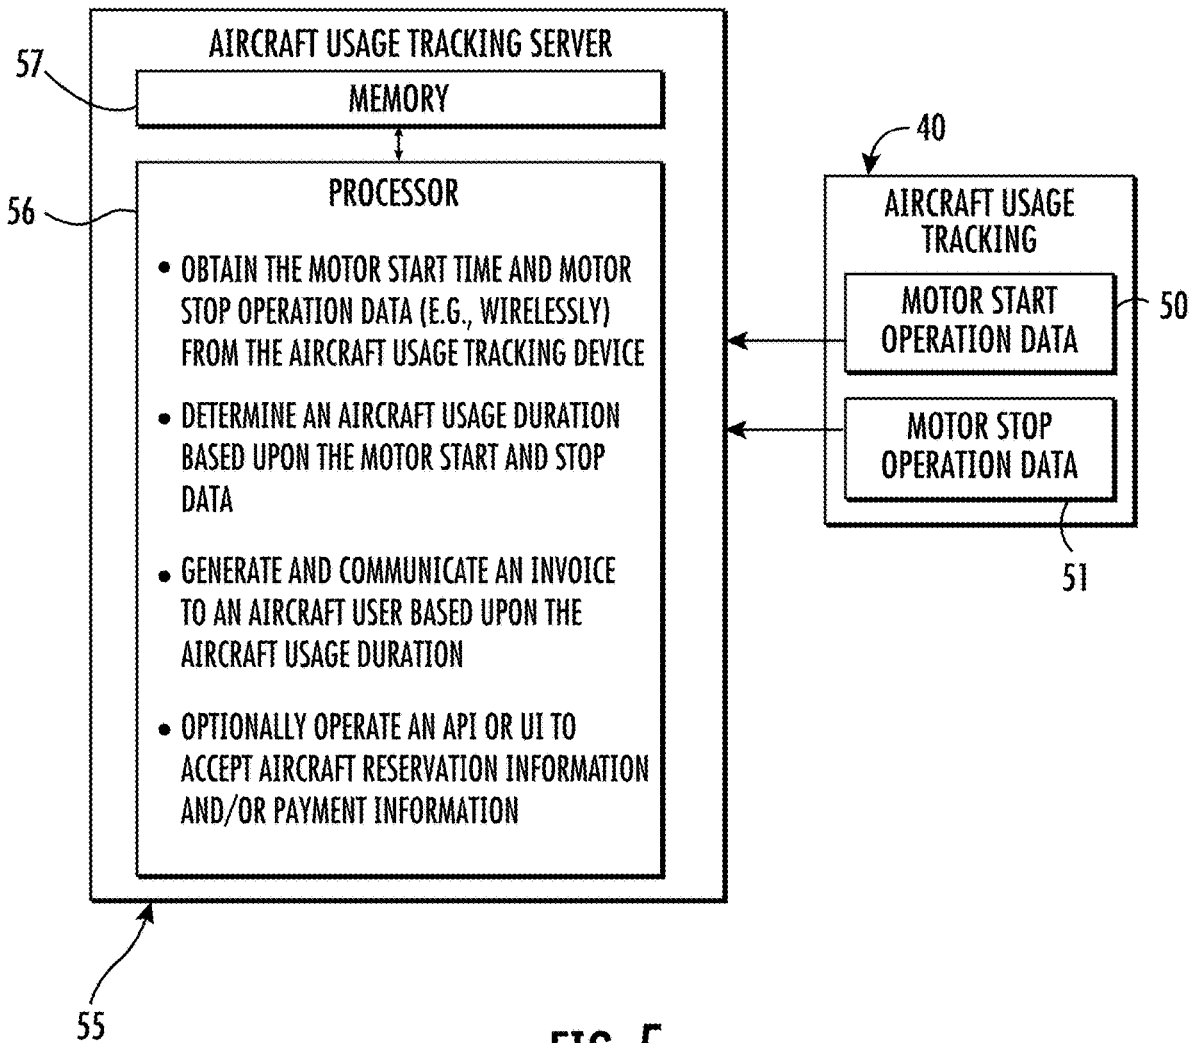 AIRCRAFT USAGE TRACKING SERVER
57
MEMORY
40
PROCESSOR
56
• OBTAIN THE MOTOR START TIME AND MOTOR
STOP OPERATION DATA (E.G., WIRELESSLY)
FROM THE AIRCRAFT USAGE TRACKING DEVICE
• DETERMINE AN AIRCRAFT USAGE DURATION
BASED UPON THE MOTOR START AND STOP
DATA
• GENERATE AND COMMUNICATE AN INVOICE
TO AN AIRCRAFT USER BASED UPON THE
AIRCRAFT USAGE DURATION
• OPTIONALLY OPERATE AN API OR UI TO
ACCEPT AIRCRAFT RESERVATION INFORMATION
AND/OR PAYMENT INFORMATION
AIRCRAFT USAGE
TRACKING
MOTOR START
OPERATION DATA
50
MOTOR STOP
OPERATION DATA
51
55
FIG. 5